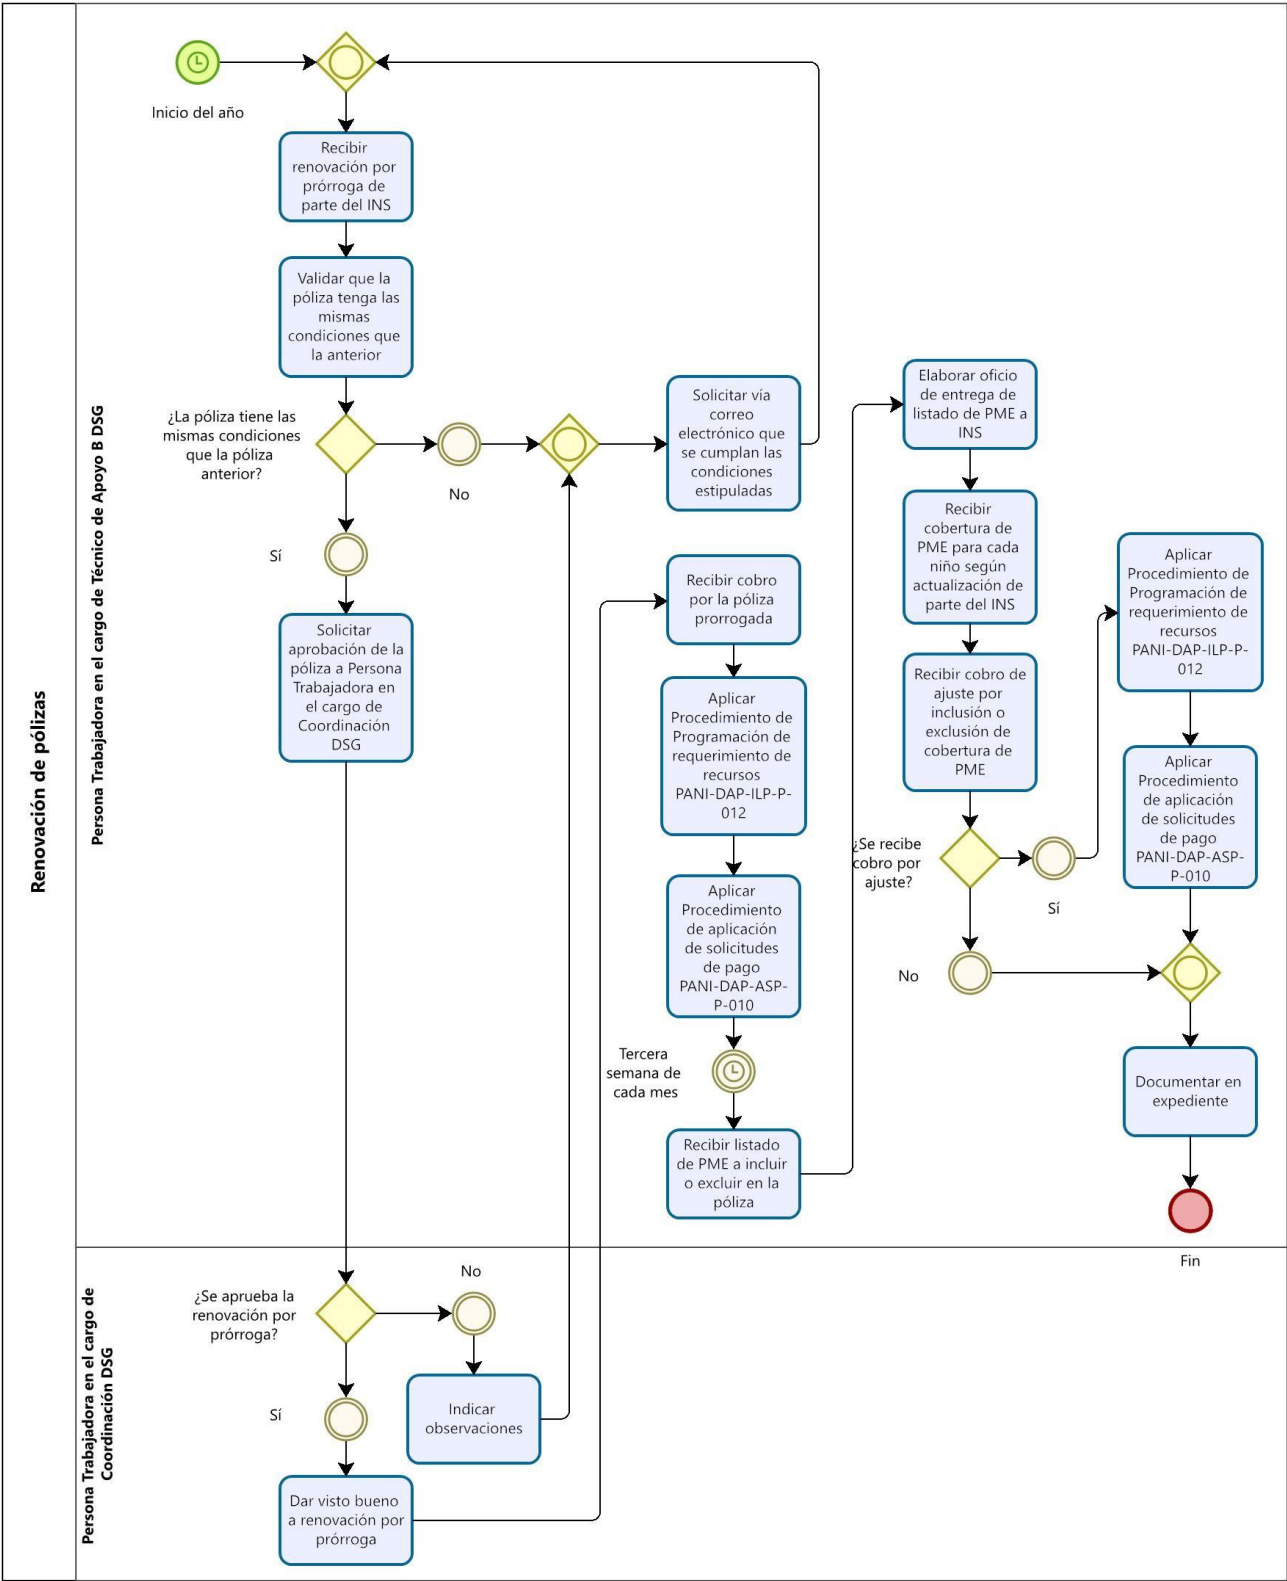 Renovación de pólizas
Persona Trabajadora en el cargo de Técnico de Apoyo B DSG
Inicio del año
Recibir
renovación por
prórroga de
parte del INS
Validar que la
póliza tenga las
mismas
condiciones que
la anterior
¿La póliza tiene las
mismas condiciones
que la póliza
anterior?
No
Sí
Solicitar
aprobación de la
póliza a Persona
Trabajadora en
el cargo de
Coordinación
DSG
Solicitar vía
correo
electrónico que
se cumplan las
condiciones
estipuladas
Recibir cobro
por la póliza
prorrogada
Aplicar
Procedimiento de
Programación de
requerimiento de
recursos
PANI-DAP-ILP-P-
012
Aplicar
Procedimiento
de aplicación
de solicitudes
de pago
PANI-DAP-ASP-
P-010
Tercera
semana de
cada mes
Recibir listado
de PME a incluir
o excluir en la
póliza
Elaborar oficio
de entrega de
listado de PME a
INS
Recibir
cobertura de
PME para cada
niño según
actualización de
parte del INS
Recibir cobro de
ajuste por
inclusión o
exclusión de
cobertura de
PME
¿Se recibe
cobro por
ajuste?
Sí
No
Aplicar
Procedimiento de
Programación de
requerimiento de
recursos
PANI-DAP-ILP-P-
012
Aplicar
Procedimiento
de aplicación
de solicitudes
de pago
PANI-DAP-ASP-
P-010
Documentar en
expediente
Fin
Persona Trabajadora en el cargo de
Coordinación DSG
¿Se aprueba la
renovación por
prórroga?
No
Sí
Indicar
observaciones
Dar visto bueno
a renovación por
prórroga